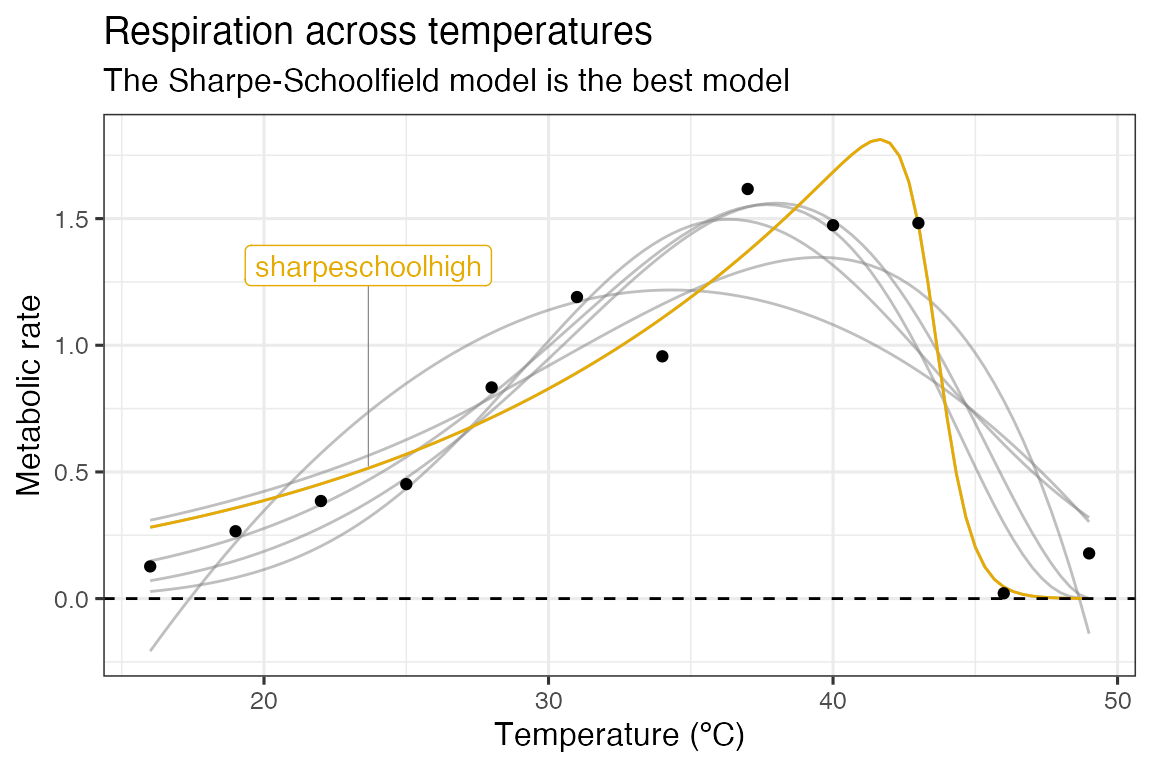 Respiration across temperatures
The Sharpe-Schoolfield model is the best model
Metabolic rate
1.5
1.0
0.5
0.0
sharpeschoolhigh
20
30
40
50
Temperature (ºC)